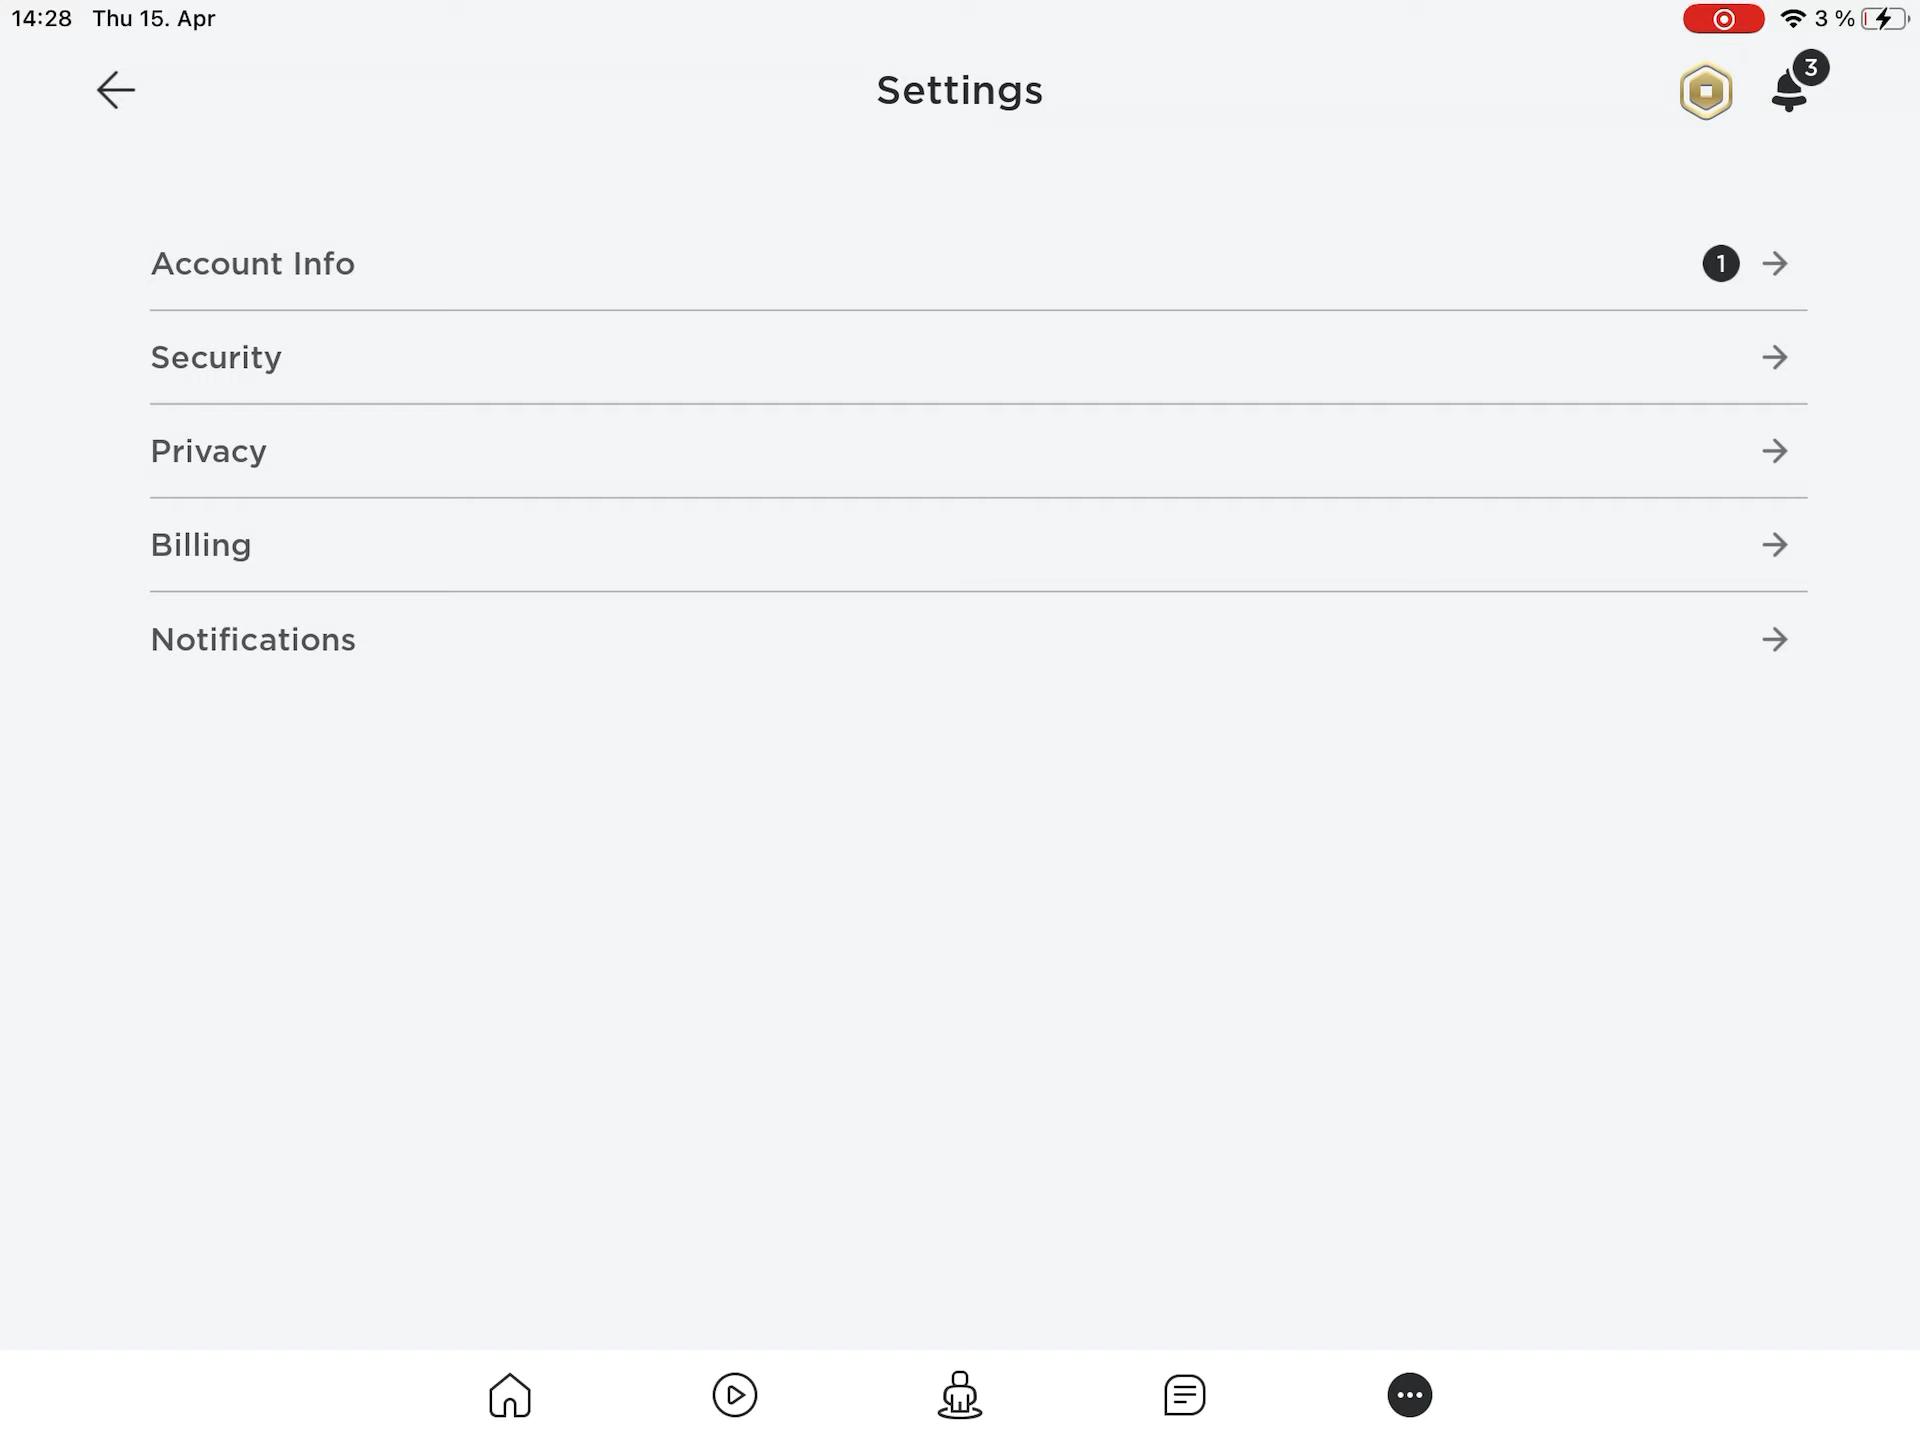 14:28 Thu 15. Apr 3 %
Settings 3
Account Info 1
Security
Privacy
Billing
Notifications